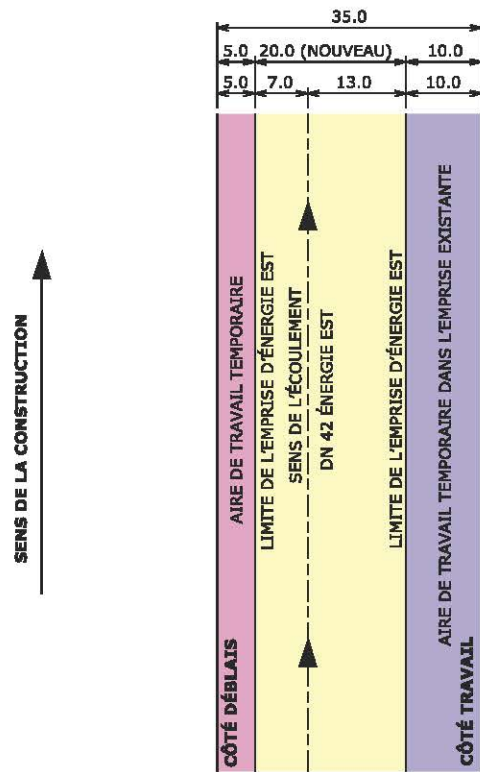 35.0
5.0 20.0 (NOUVEAU) 10.0
5.0 7.0 13.0 10.0
SENS DE LA CONSTRUCTION
CÔTÉ DÉBLAIS
AIRE DE TRAVAIL TEMPORAIRE
LIMITE DE L'EMPRISE D'ÉNERGIE EST
SENS DE L'ÉCOULEMENT
DN 42 ÉNERGIE EST
LIMITE DE L'EMPRISE D'ÉNERGIE EST
AIRE DE TRAVAIL TEMPORAIRE DANS L'EMPRISE EXISTANTE
CÔTÉ TRAVAIL